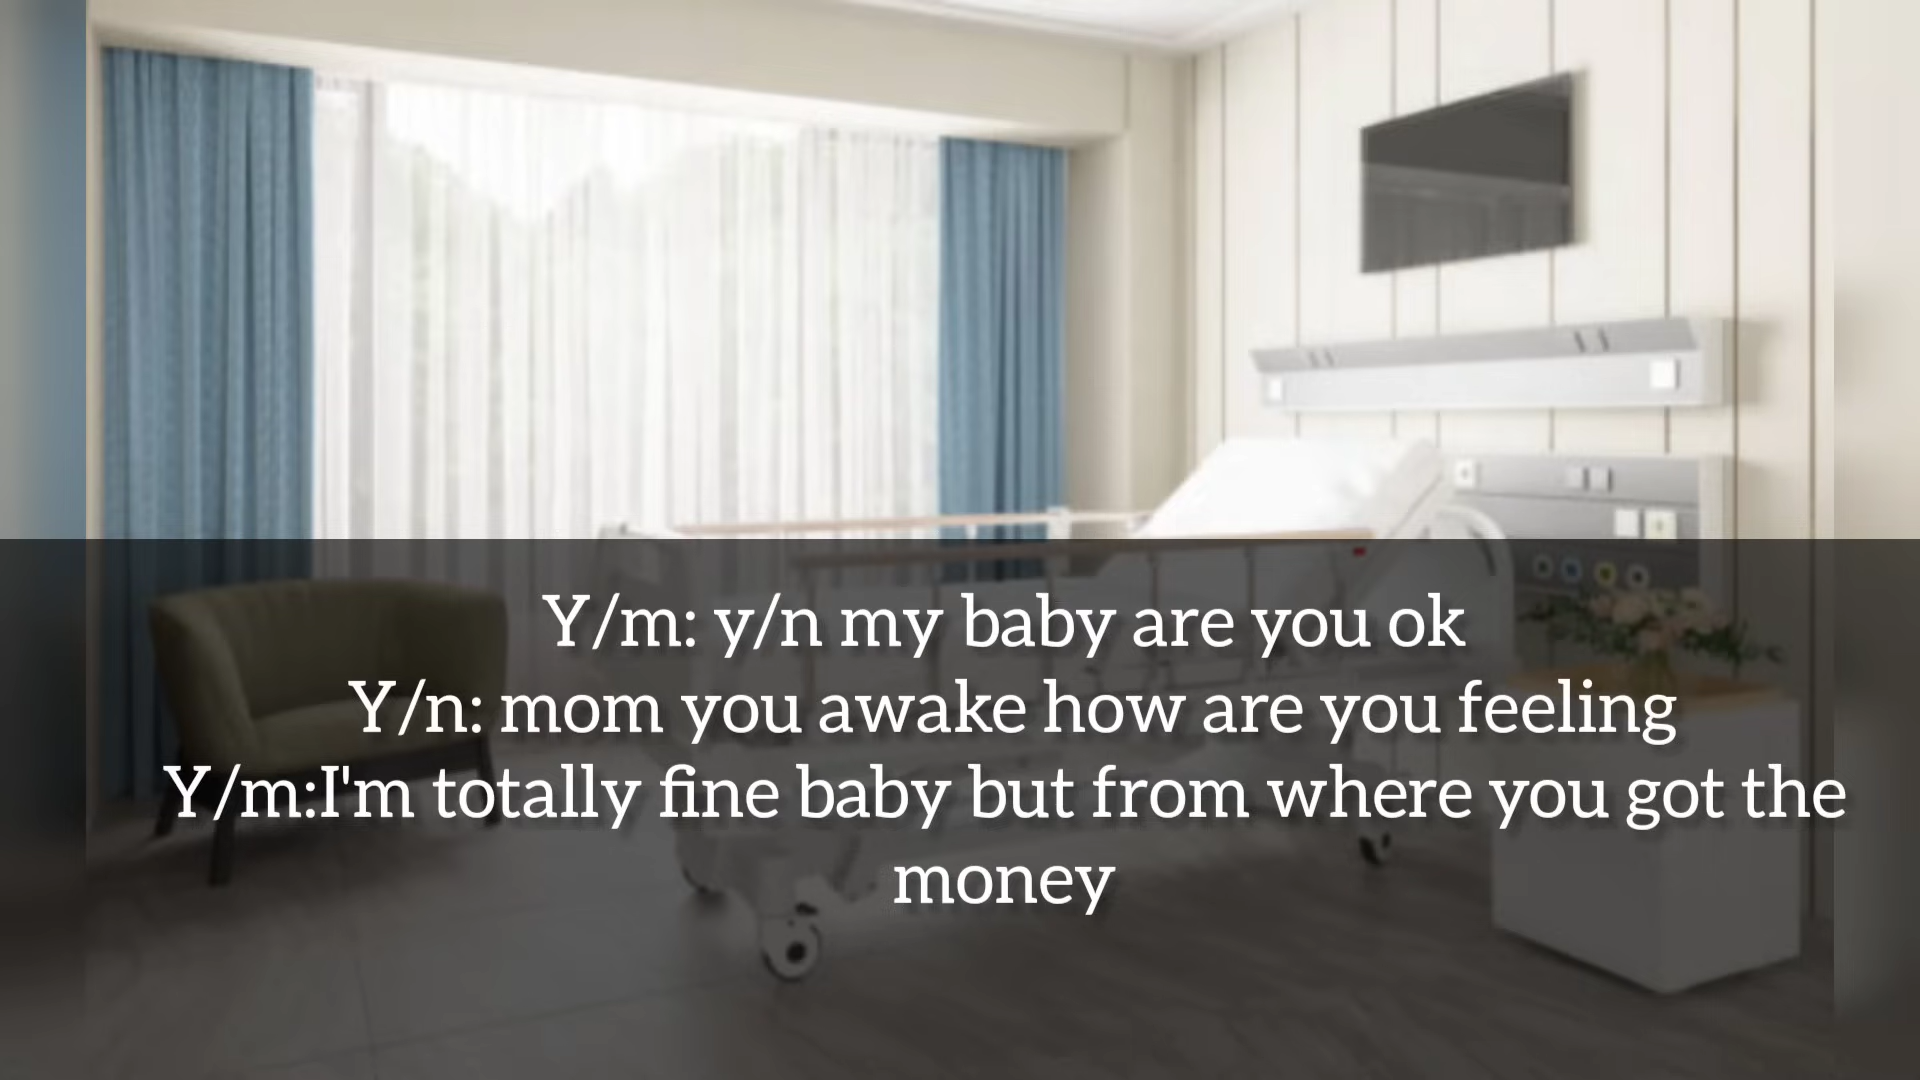 Y/m: y/n my baby are you ok
Y/n: mom you awake how are you feeling
Y/m:I'm totally fine baby but from where you got the
money